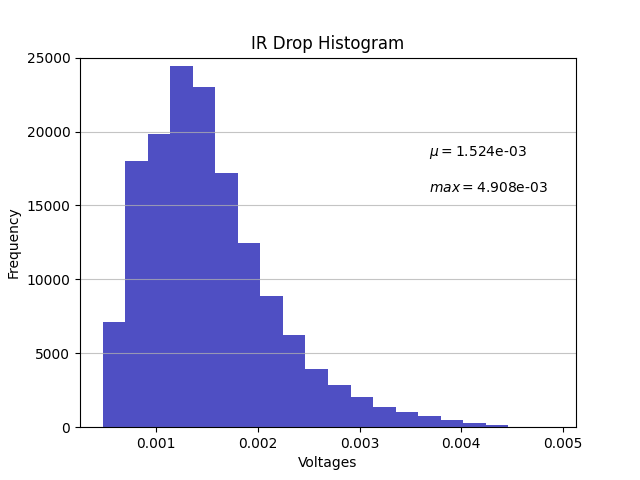 IR Drop Histogram
25000
20000
15000
10000
5000
0
Frequency
μ = 1.524e-03
max = 4.908e-03
0.001 0.002 0.003 0.004 0.005
Voltages